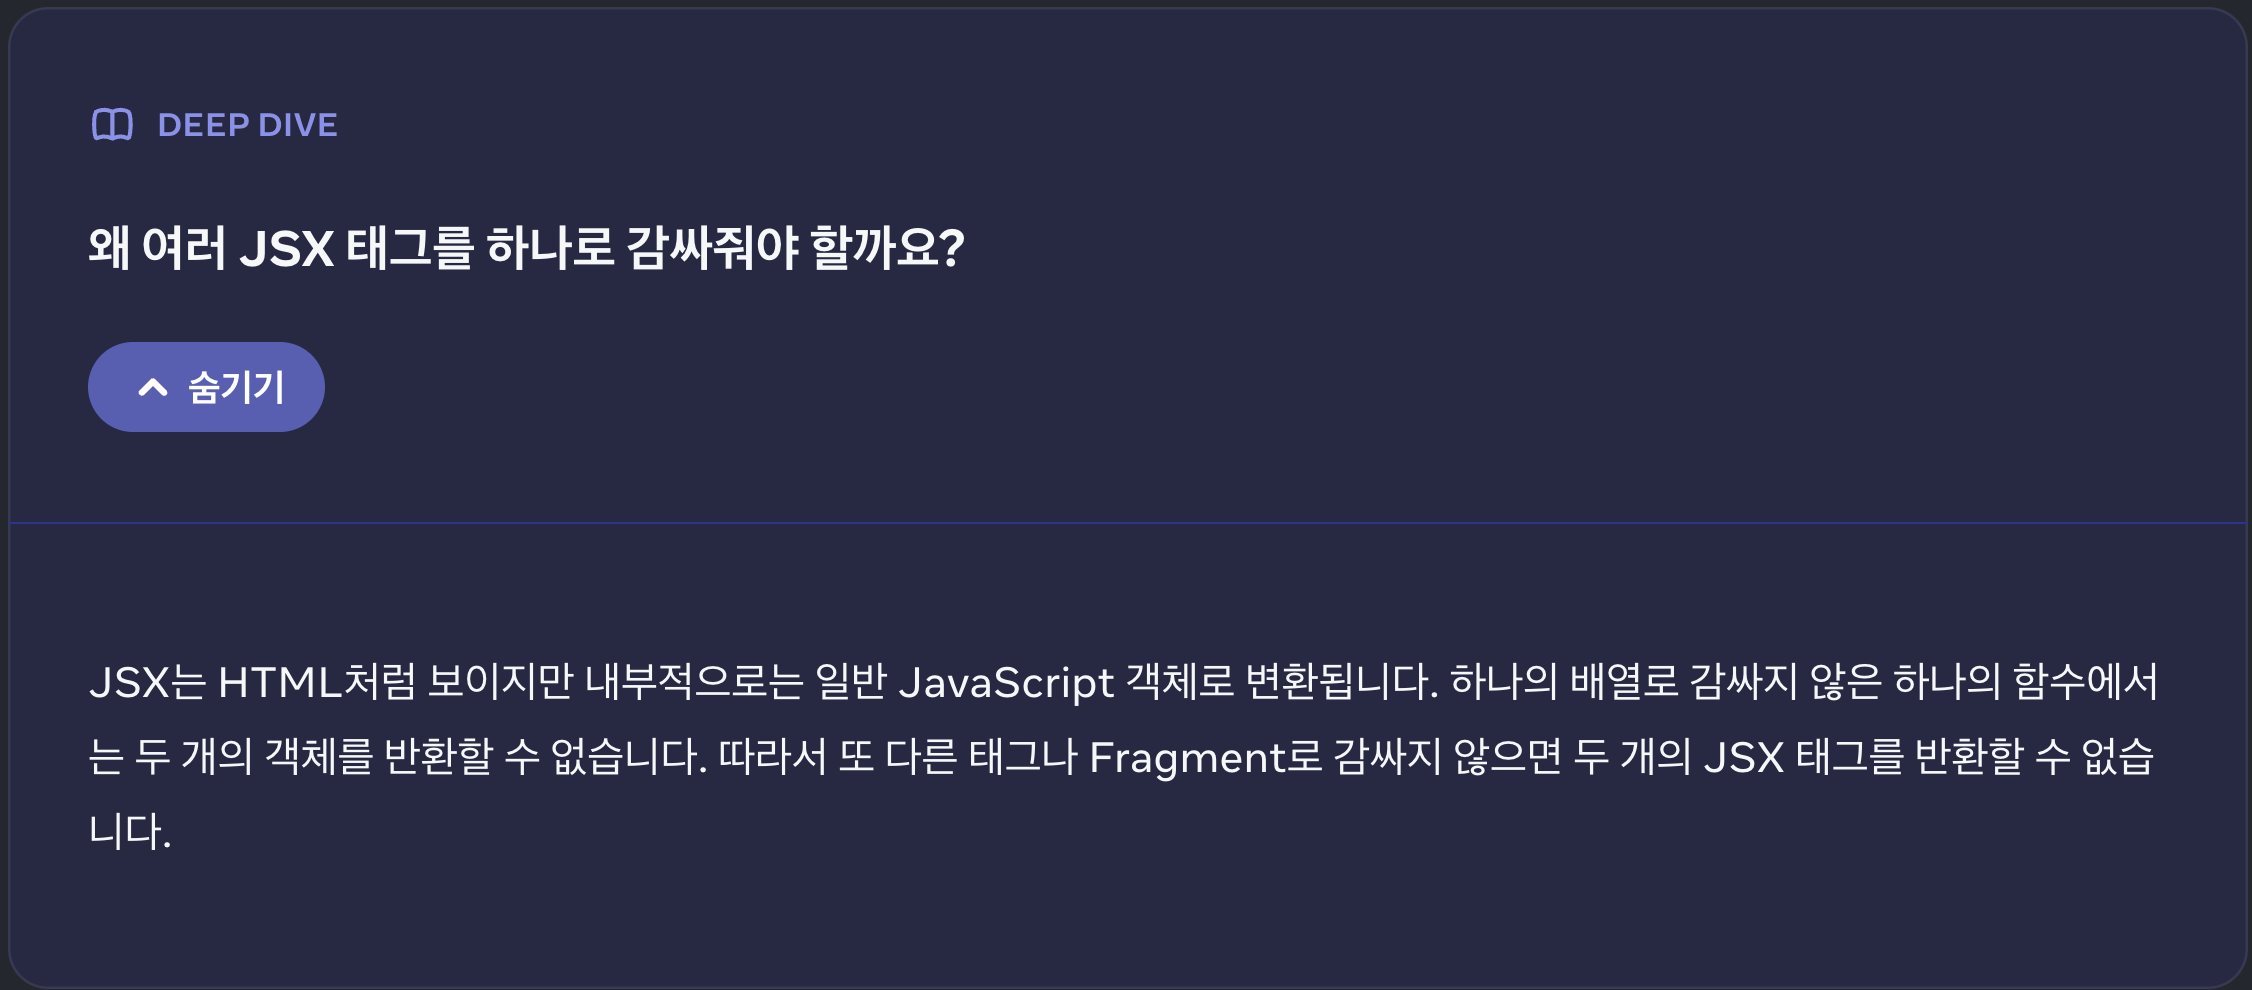 DEEP DIVE
왜 여러 JSX 태그를 하나로 감싸줘야 할까요?
숨기기
JSX는 HTML처럼 보이지만 내부적으로는 일반 JavaScript 객체로 변환됩니다. 하나의 배열로 감싸지 않은 하나의 함수에서
는 두 개의 객체를 반환할 수 없습니다. 따라서 또 다른 태그나 Fragment로 감싸지 않으면 두 개의 JSX 태그를 반환할 수 없습
니다.